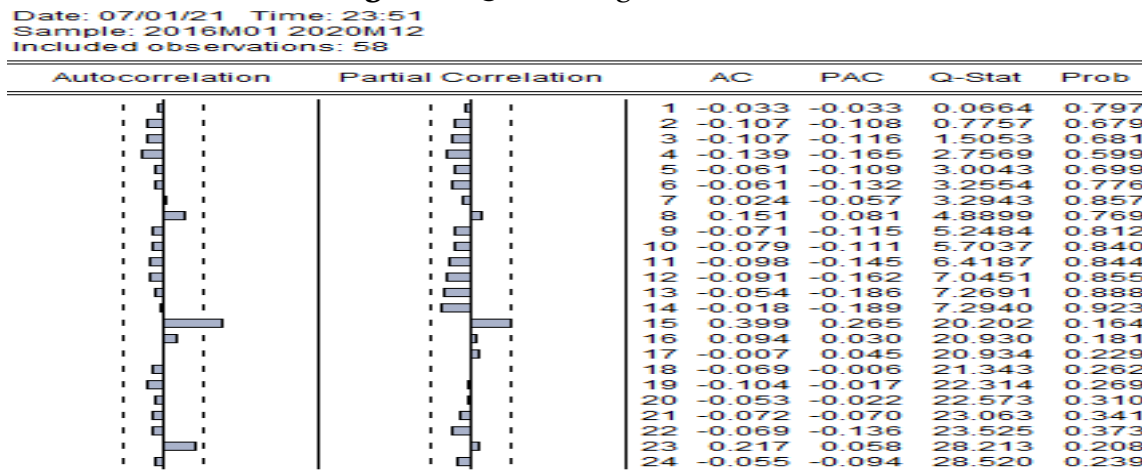 Date: 07/01/21 Time: 23:51
Sample: 2016M01 2020M12
Included observations: 58
Autocorrelation Partial Correlation AC PAC Q-Stat Prob
1 -0.033 -0.033 0.0664 0.797
2 -0.107 -0.108 0.7757 0.679
3 -0.107 -0.116 1.5053 0.681
4 -0.139 -0.165 2.7569 0.599
5 -0.061 -0.109 3.0043 0.699
6 -0.061 -0.132 3.2554 0.776
7 0.024 -0.057 3.2943 0.857
8 0.151 0.081 4.8899 0.769
9 -0.071 -0.115 5.2484 0.812
10 -0.079 -0.111 5.7037 0.840
11 -0.098 -0.145 6.4187 0.844
12 -0.091 -0.162 7.0451 0.855
13 -0.054 -0.186 7.2691 0.888
14 -0.018 -0.189 7.2940 0.923
15 0.399 0.265 20.202 0.164
16 0.094 0.030 20.930 0.181
17 -0.007 0.045 20.934 0.229
18 -0.069 -0.006 21.343 0.262
19 -0.104 -0.017 22.314 0.269
20 -0.053 -0.022 22.573 0.310
21 -0.072 -0.070 23.063 0.341
22 -0.069 -0.136 23.525 0.373
23 0.217 0.058 28.213 0.208
24 -0.055 -0.094 28.520 0.239